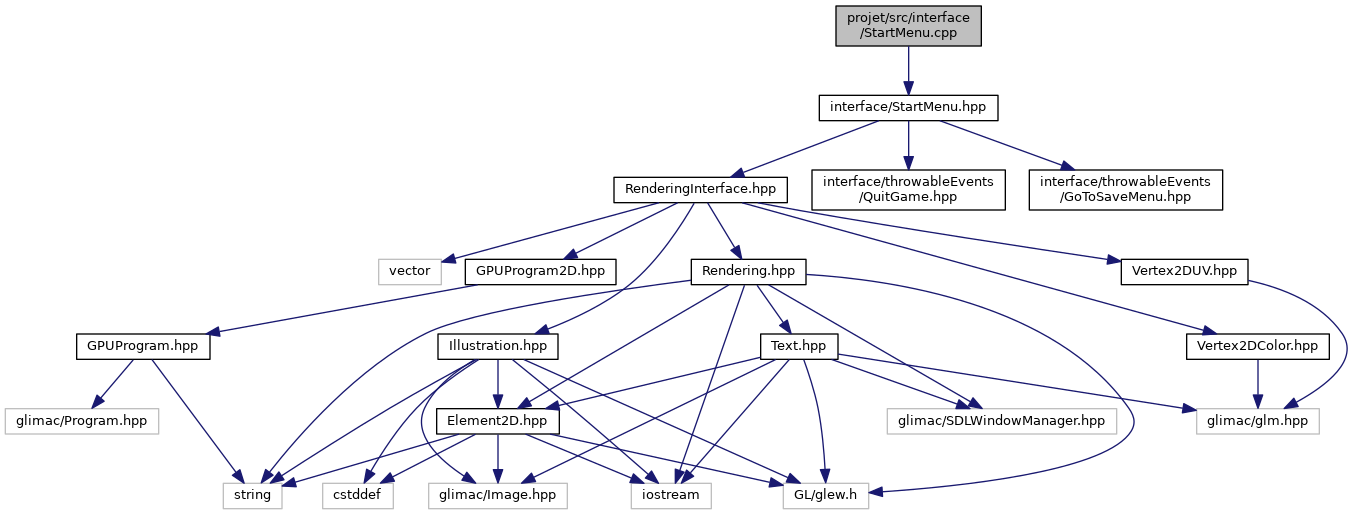 projet/src/interface
/StartMenu.cpp
interface/StartMenu.hpp
RenderingInterface.hpp
interface/throwableEvents
/QuitGame.hpp
interface/throwableEvents
/GoToSaveMenu.hpp
vector
GPUProgram2D.hpp
Rendering.hpp
Vertex2DUV.hpp
GPUProgram.hpp
Illustration.hpp
Text.hpp
Vertex2DColor.hpp
glimac/Program.hpp
Element2D.hpp
glimac/SDLWindowManager.hpp
glimac/glm.hpp
string
cstddef
glimac/Image.hpp
iostream
GL/glew.h